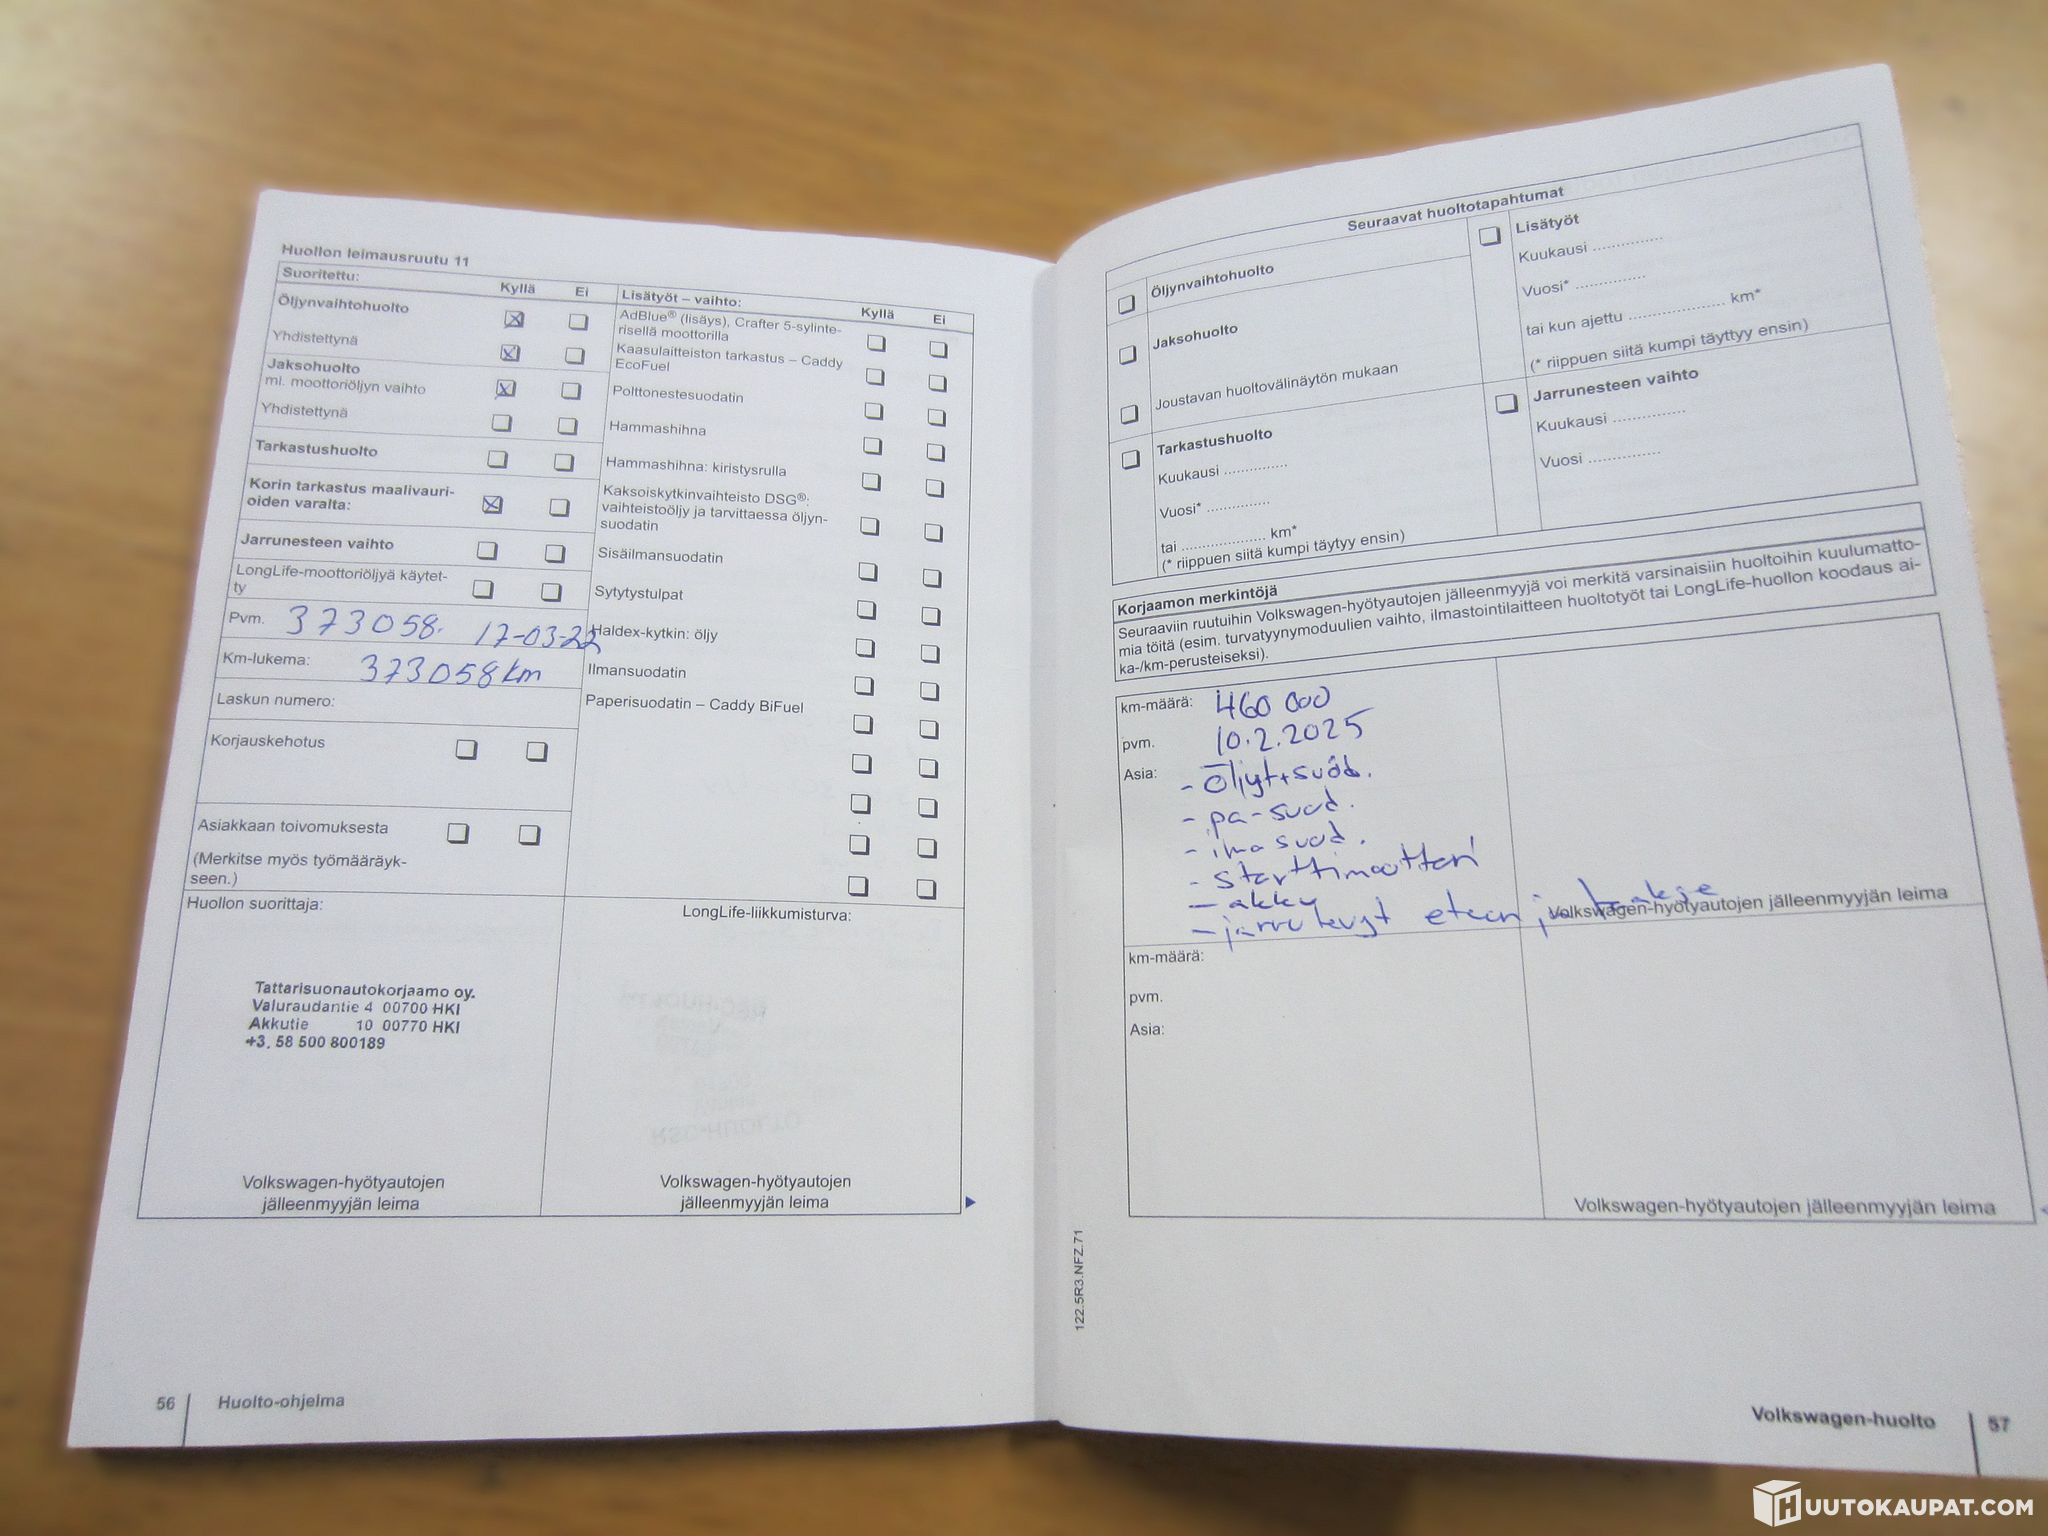 Huollon leimausruutu 11
Suoritettu: Kyllä Ei
Öljynvaihtohuolto
Yhdistettynä
Jaksohuolto
ml. moottoriöljyn vaihto
Yhdistettynä
Tarkastushuolto
Korin tarkastus maalivauri-
oiden varalta:
Jarrunesteen vaihto
LongLife-moottoriöljyä käytet-
ty
Pvm. 373058. 17-03-22
Km-lukema: 373058 km
Laskun numero:
Korjauskehotus
Asiakkaan toivomuksesta
(Merkitse myös työmääräyk-
seen.)
Huollon suorittaja:
Tattarisuonautokorjaamo oy.
Valuraudantie 4 00700 HKI
Akkutie 10 00770 HKI
+3. 58 500 800189
Volkswagen-hyötyautojen
jälleenmyyjän leima
Lisätyöt – vaihto: Kyllä Ei
AdBlue® (lisäys), Crafter 5-sylinte-
risellä moottorilla
Kaasulaitteiston tarkastus – Caddy
EcoFuel
Polttonestesuodatin
Hammashihna
Hammashihna: kiristysrulla
Kaksoiskytkinvaihteisto DSG®:
vaihteistoöljy ja tarvittaessa öljyn-
suodatin
Sisäilmansuodatin
Sytytystulpat
Haldex-kytkin: öljy
Ilmansuodatin
Paperisuodatin – Caddy BiFuel
LongLife-liikkumisturva:
Volkswagen-hyötyautojen
jälleenmyyjän leima
56 Huolto-ohjelma
Seuraavat huoltotapahtumat
Öljynvaihtohuolto
Jaksohuolto
Joustavan huoltovälinäytön mukaan
Tarkastushuolto
Kuukausi ...............
Vuosi* ...............
tai .................... km*
(* riippuen siitä kumpi täytyy ensin)
Lisätyöt
Kuukausi ...............
Vuosi* ...............
tai kun ajettu .................... km*
(* riippuen siitä kumpi täyttyy ensin)
Jarrunesteen vaihto
Kuukausi ...............
Vuosi ...............
Korjaamon merkintöjä
Seuraaviin ruutuihin Volkswagen-hyötyautojen jälleenmyyjä voi merkitä varsinaisiin huoltoihin kuulumatto-
mia töitä (esim. turvatyynymoduulien vaihto, ilmastointilaitteen huoltotyöt tai LongLife-huollon koodaus ai-
ka-/km-perusteiseksi).
km-määrä: 460 000
pvm. 10.2.2025
Asia: - öljyt+suod.
- pa-suod.
- ilma suod.
- starttimoottori
- akku
- jarru levyt eteen ja taakse
Volkswagen-hyötyautojen jälleenmyyjän leima
km-määrä:
pvm.
Asia:
Volkswagen-hyötyautojen jälleenmyyjän leima
122.5R3.NFZ.71
Volkswagen-huolto 57
HUUTOKAUPAT.COM